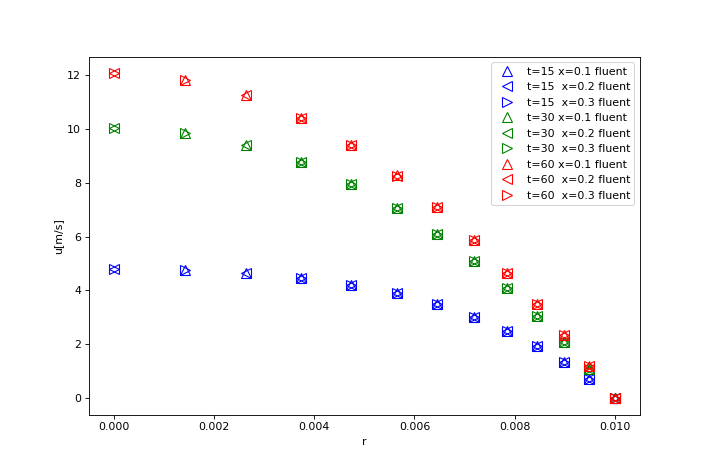 12
10
8
6
4
2
0
u[m/s]
0.000 0.002 0.004 0.006 0.008 0.010
r
t=15 x=0.1 fluent
t=15  x=0.2 fluent
t=15  x=0.3 fluent
t=30 x=0.1 fluent
t=30  x=0.2 fluent
t=30  x=0.3 fluent
t=60 x=0.1 fluent
t=60  x=0.2 fluent
t=60  x=0.3 fluent